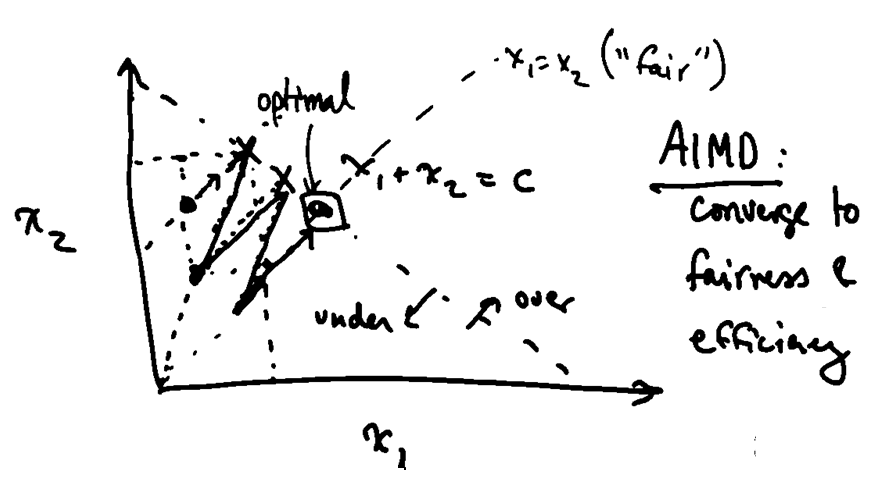 x₁=x₂ ("fair")
optimal
AIMD:
x₁+x₂=C
converge to
x₂
fairness &
under
over
efficiency
x₁